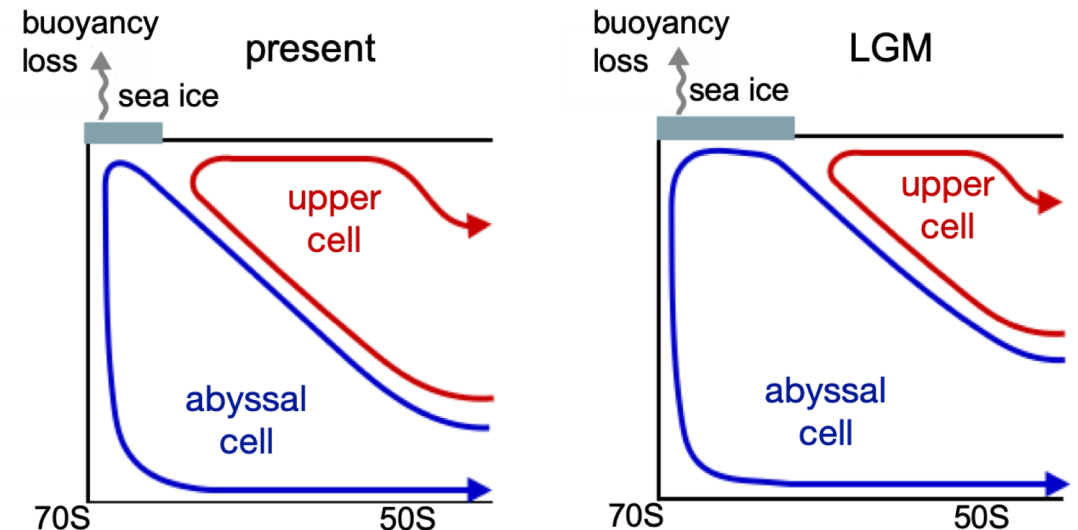 buoyancy
loss
present
sea ice
upper
cell
abyssal
cell
70S
50S
buoyancy
loss
LGM
sea ice
upper
cell
abyssal
cell
70S
50S